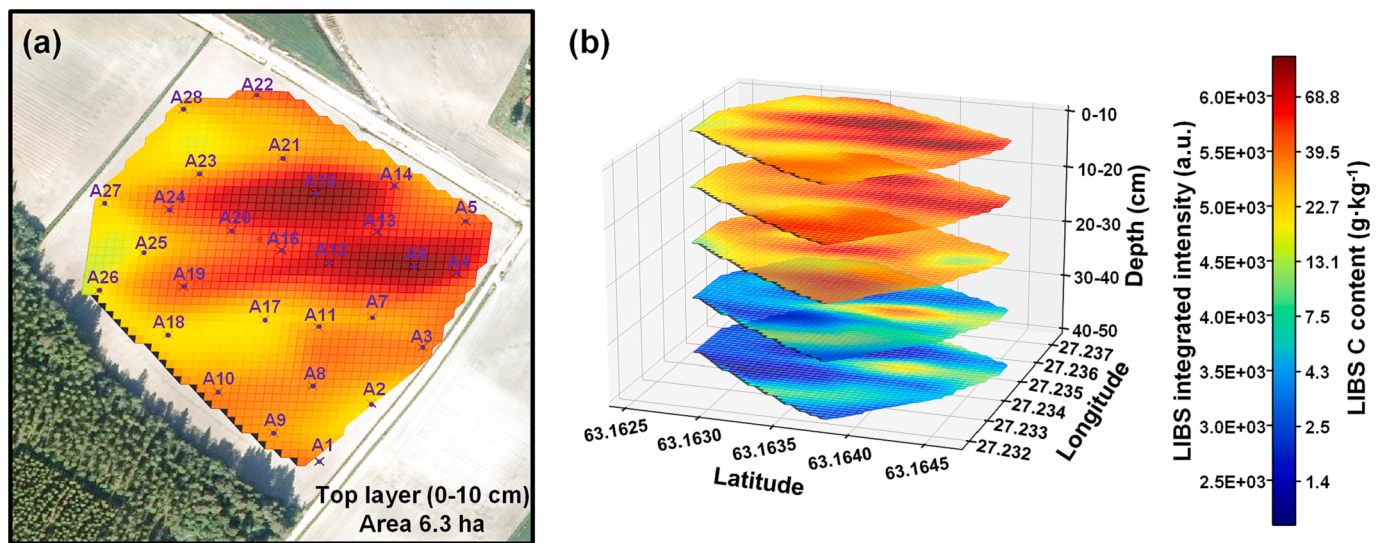 (a)
A22
A28
A21
A23
A14
A15
A27
A24
A5
A20
A13
A16
A25
A12
A6
A4
A26
A19
A17
A7
A11
A18
A3
A8
A10
A2
A9
A1
Top layer (0-10 cm)
Area 6.3 ha
(b)
0-10
10-20
20-30
30-40
40-50
Depth (cm)
27.237
27.236
27.235
27.234
27.233
27.232
Longitude
63.1625
63.1630
63.1635
63.1640
63.1645
Latitude
LIBS integrated intensity (a.u.)
6.0E+03
5.5E+03
5.0E+03
4.5E+03
4.0E+03
3.5E+03
3.0E+03
2.5E+03
68.8
39.5
22.7
13.1
7.5
4.3
2.5
1.4
LIBS C content (g·kg⁻¹)